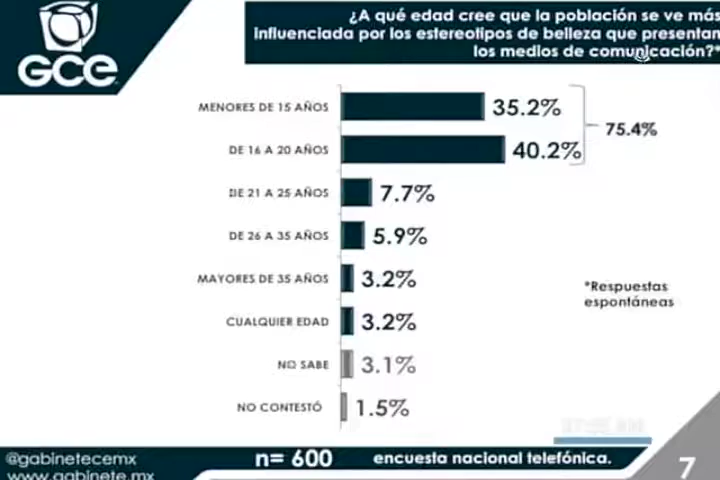 GCE
¿A qué edad cree que la población se ve más
influenciada por los estereotipos de belleza que presentan
los medios de comunicación?*
MENORES DE 15 AÑOS 35.2%
DE 16 A 20 AÑOS 40.2%
75.4%
DE 21 A 25 AÑOS 7.7%
DE 26 A 35 AÑOS 5.9%
MAYORES DE 35 AÑOS 3.2%
CUALQUIER EDAD 3.2%
NO SABE 3.1%
NO CONTESTÓ 1.5%
*Respuestas
espontáneas
@gabinetecemx
www.gabinete.mx
n= 600
encuesta nacional telefónica.
7